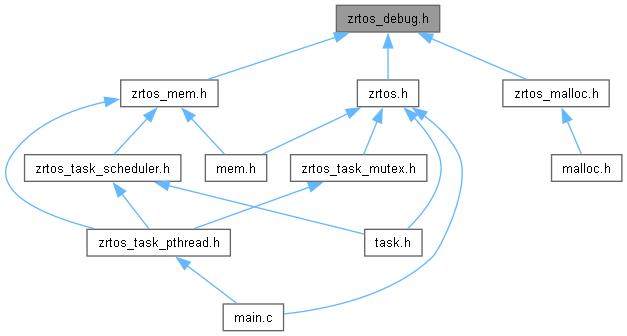 zrtos_debug.h
zrtos_mem.h
zrtos.h
zrtos_malloc.h
zrtos_task_scheduler.h
mem.h
zrtos_task_mutex.h
malloc.h
zrtos_task_pthread.h
task.h
main.c